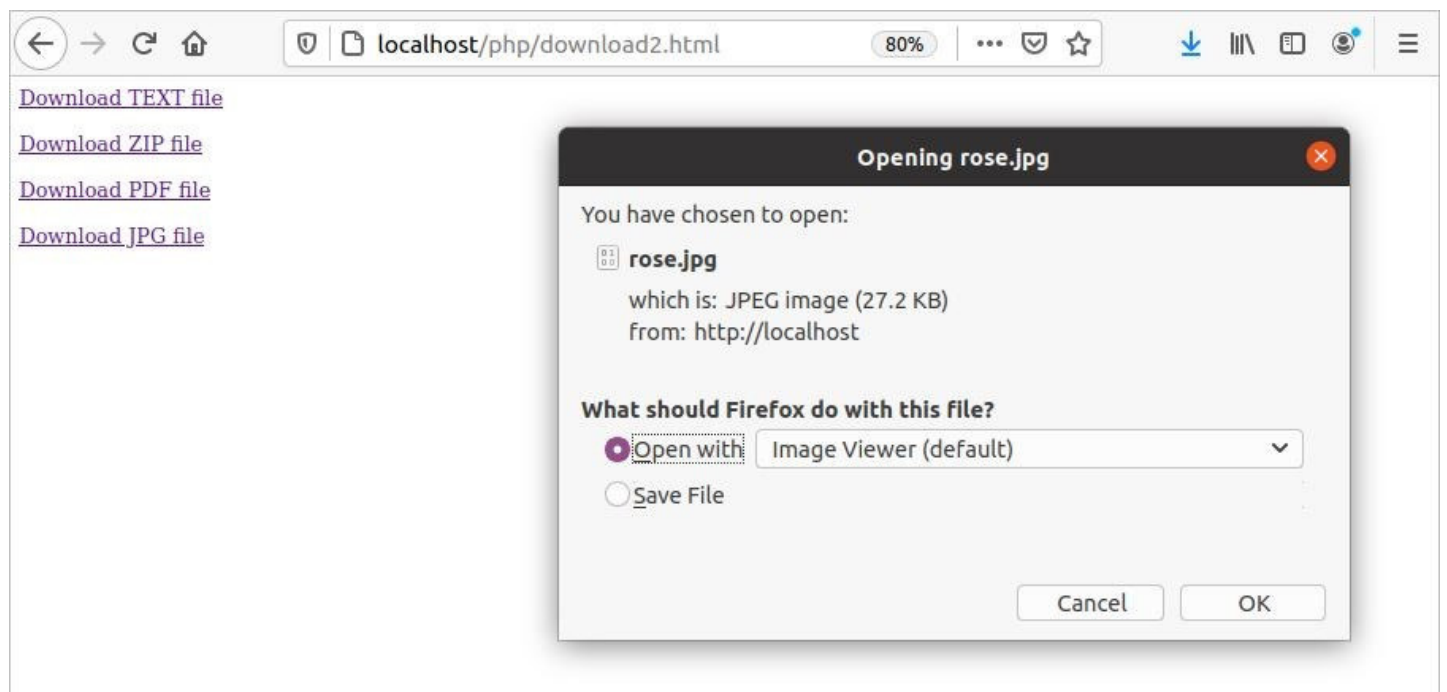 localhost/php/download2.html 80%
Download TEXT file
Download ZIP file
Download PDF file
Download JPG file
Opening rose.jpg
You have chosen to open:
rose.jpg
which is: JPEG image (27.2 KB)
from: http://localhost
What should Firefox do with this file?
Open with Image Viewer (default)
Save File
Cancel OK